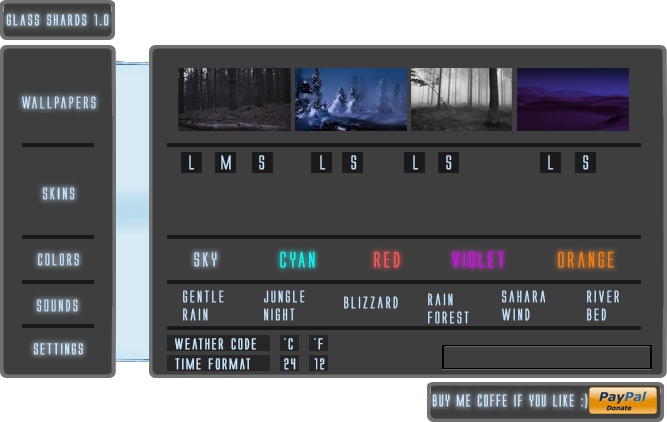 GLASS SHARDS 1.0
WALLPAPERS
L M S L S L S L S
SKINS
COLORS
SKY CYAN RED VIOLET ORANGE
SOUNDS
GENTLE RAIN
JUNGLE NIGHT
BLIZZARD
RAIN FOREST
SAHARA WIND
RIVER BED
SETTINGS
WEATHER CODE °C °F
TIME FORMAT 24 12
BUY ME COFFE IF YOU LIKE :)
PayPal
Donate